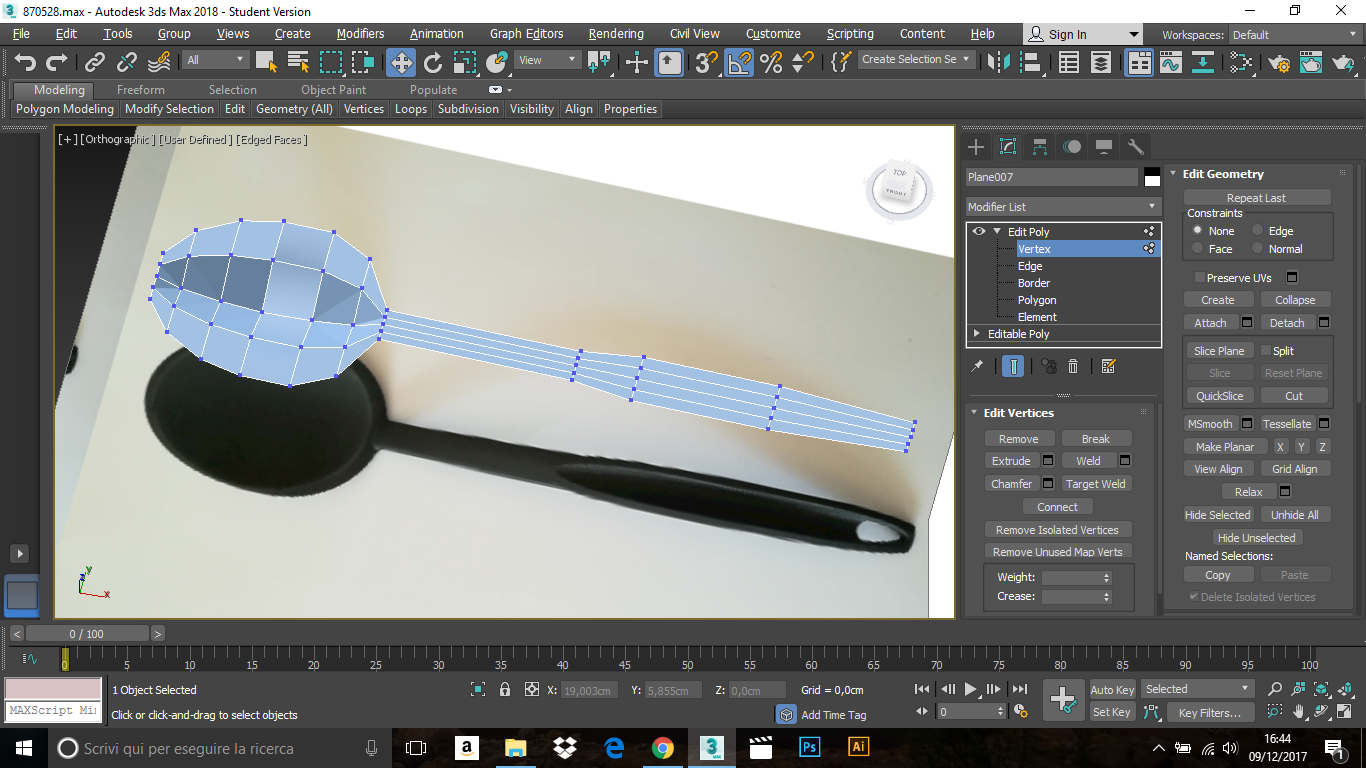 870528.max - Autodesk 3ds Max 2018 - Student Version
File Edit Tools Group Views Create Modifiers Animation Graph Editors Rendering Civil View Customize Scripting Content Help Sign In Workspaces: Default
All View Create Selection Se
Modeling Freeform Selection Object Paint Populate
Polygon Modeling Modify Selection Edit Geometry (All) Vertices Loops Subdivision Visibility Align Properties
[+] [Orthographic] [User Defined] [Edged Faces]
TOP
Plane007
Modifier List
Edit Poly
Vertex
Edge
Border
Polygon
Element
Editable Poly
Edit Vertices
Remove Break
Extrude Weld
Chamfer Target Weld
Connect
Remove Isolated Vertices
Remove Unused Map Verts
Weight:
Crease:
Edit Geometry
Repeat Last
Constraints
None Edge
Face Normal
Preserve UVs
Create Collapse
Attach Detach
Slice Plane Split
Slice Reset Plane
QuickSlice Cut
MSmooth Tessellate
Make Planar X Y Z
View Align Grid Align
Relax
Hide Selected Unhide All
Hide Unselected
Named Selections:
Copy Paste
Delete Isolated Vertices
y
z
x
< 0 / 100 >
0 5 10 15 20 25 30 35 40 45 50 55 60 65 70 75 80 85 90 95 100
1 Object Selected X: 19,003cm Y: 5,855cm Z: 0,0cm Grid = 0,0cm Auto Key Selected
MAXScript Mi
Click or click-and-drag to select objects Add Time Tag 0 Set Key Key Filters...
Scrivi qui per eseguire la ricerca
a
3
MAX
Ps
Ai
16:44
09/12/2017
1